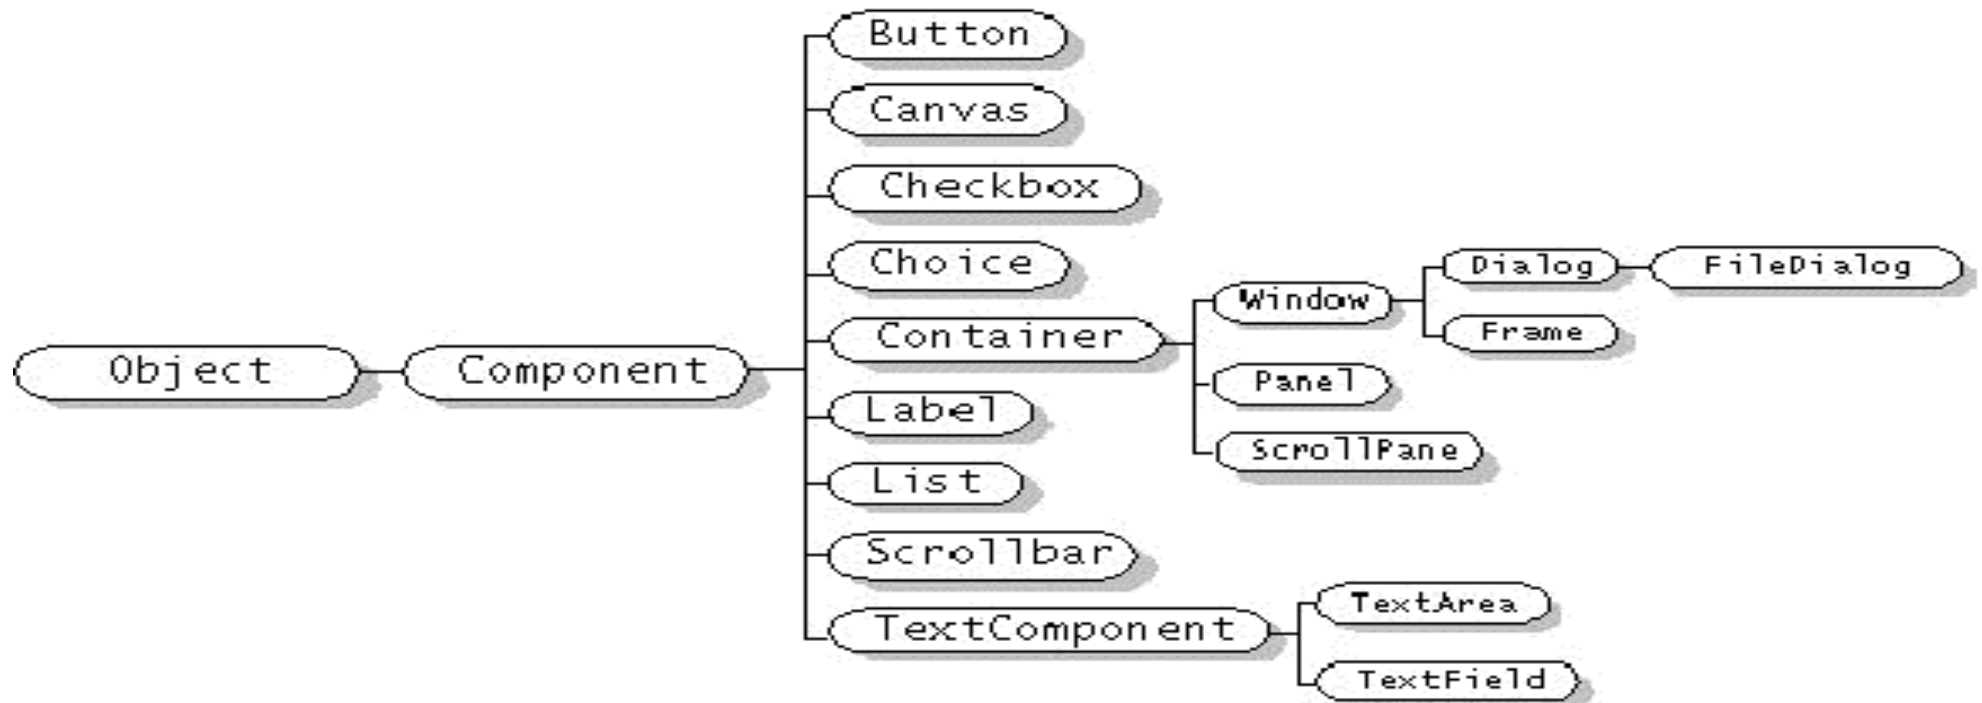 Button
Canvas
Checkbox
Choice
Dialog
FileDialog
Window
Container
Frame
Object
Component
Panel
Label
ScrollPane
List
Scrollbar
TextArea
TextComponent
TextField